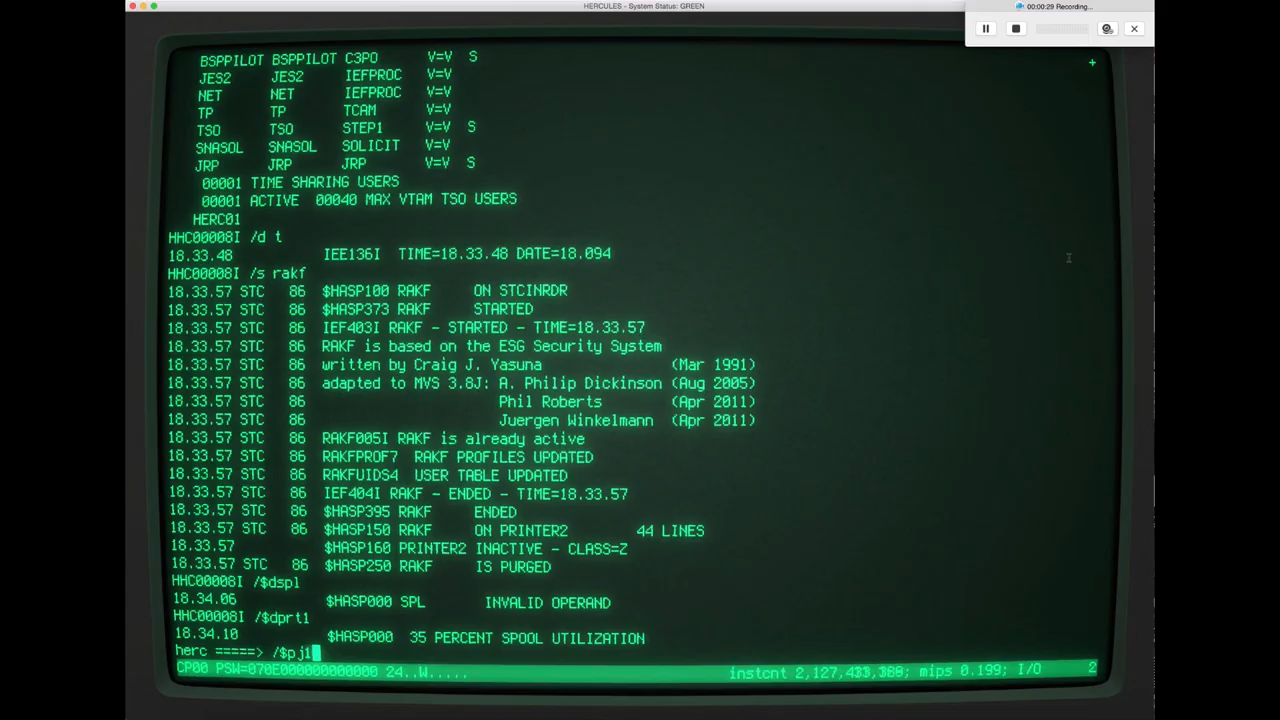 HERCULES - System Status: GREEN
00:00:29 Recording...
+
BSPPILOT BSPPILOT C3PO V=V S
JES2 JES2 IEFPROC V=V
NET NET IEFPROC V=V
TP TP TCAM V=V
TSO TSO STEP1 V=V S
SNASOL SNASOL SOLICIT V=V
JRP JRP JRP V=V S
00001 TIME SHARING USERS
00001 ACTIVE 00040 MAX VTAM TSO USERS
HERC01
HHC00008I /d t
18.33.48 IEE136I TIME=18.33.48 DATE=18.094
HHC00008I /s rakf
18.33.57 STC 86 $HASP100 RAKF ON STCINRDR
18.33.57 STC 86 $HASP373 RAKF STARTED
18.33.57 STC 86 IEF403I RAKF - STARTED - TIME=18.33.57
18.33.57 STC 86 RAKF is based on the ESG Security System
18.33.57 STC 86 written by Craig J. Yasuna (Mar 1991)
18.33.57 STC 86 adapted to MVS 3.8J: A. Philip Dickinson (Aug 2005)
18.33.57 STC 86 Phil Roberts (Apr 2011)
18.33.57 STC 86 Juergen Winkelmann (Apr 2011)
18.33.57 STC 86 RAKF005I RAKF is already active
18.33.57 STC 86 RAKFPROF7 RAKF PROFILES UPDATED
18.33.57 STC 86 RAKFUIDS4 USER TABLE UPDATED
18.33.57 STC 86 IEF404I RAKF - ENDED - TIME=18.33.57
18.33.57 STC 86 $HASP395 RAKF ENDED
18.33.57 STC 86 $HASP150 RAKF ON PRINTER2 44 LINES
18.33.57 $HASP160 PRINTER2 INACTIVE - CLASS=Z
18.33.57 STC 86 $HASP250 RAKF IS PURGED
HHC00008I /$dspl
18.34.06 $HASP000 SPL INVALID OPERAND
HHC00008I /$dprt1
18.34.10 $HASP000 35 PERCENT SPOOL UTILIZATION
herc =====> /$pj1
CP00 PSW=070E000000000000 24..W..... instcnt 2,127,433,388; mips 0.199; I/O 2